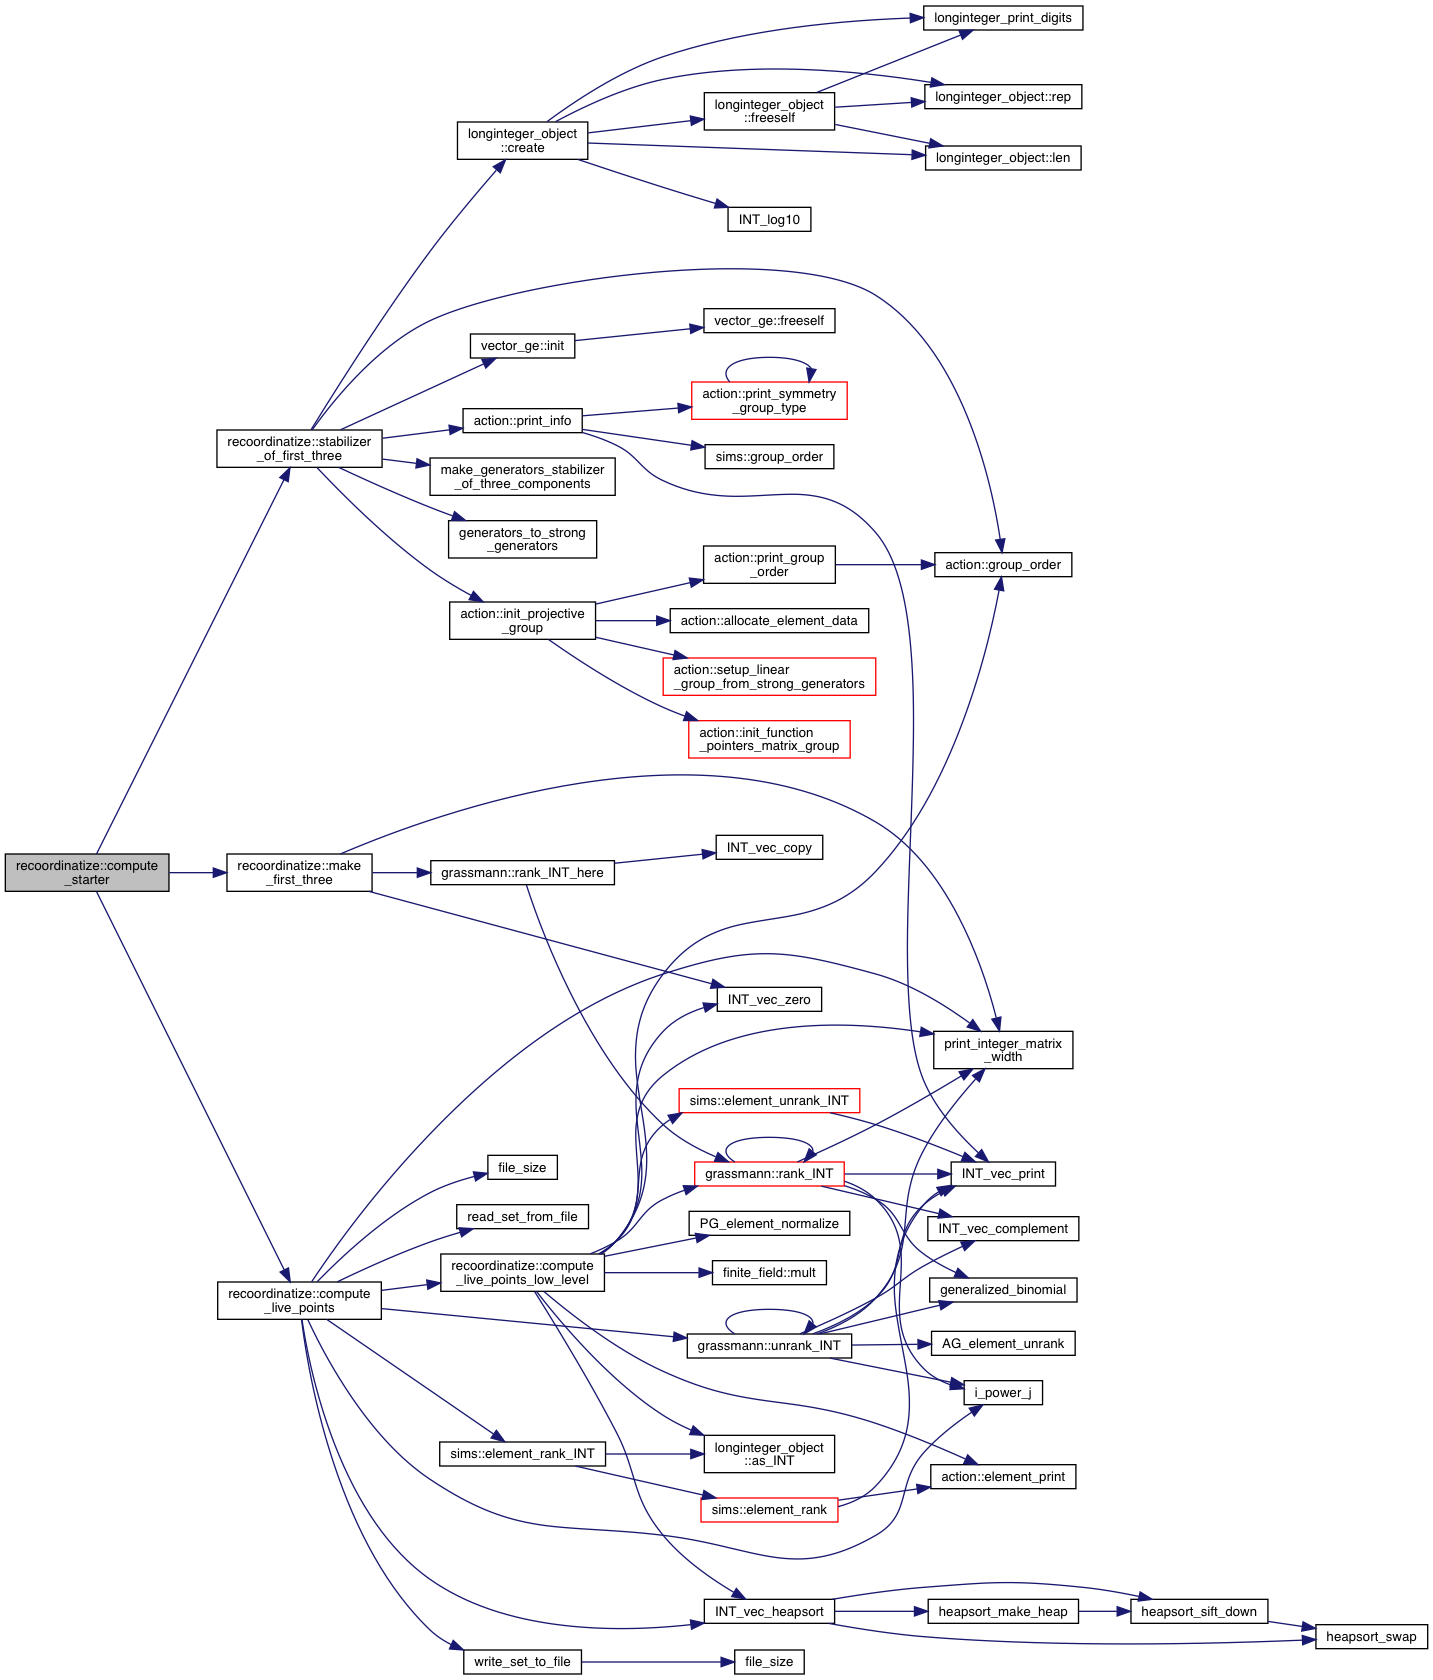 longinteger_print_digits
longinteger_object::rep
longinteger_object
::freeself
longinteger_object
::create
longinteger_object::len
INT_log10
vector_ge::freeself
vector_ge::init
action::print_symmetry
_group_type
action::print_info
recoordinatize::stabilizer
_of_first_three
sims::group_order
make_generators_stabilizer
_of_three_components
generators_to_strong
_generators
action::print_group
_order
action::group_order
action::init_projective
_group
action::allocate_element_data
action::setup_linear
_group_from_strong_generators
action::init_function
_pointers_matrix_group
recoordinatize::compute
_starter
recoordinatize::make
_first_three
grassmann::rank_INT_here
INT_vec_copy
INT_vec_zero
print_integer_matrix
_width
sims::element_unrank_INT
file_size
grassmann::rank_INT
INT_vec_print
read_set_from_file
PG_element_normalize
INT_vec_complement
recoordinatize::compute
_live_points_low_level
finite_field::mult
recoordinatize::compute
_live_points
generalized_binomial
grassmann::unrank_INT
AG_element_unrank
i_power_j
sims::element_rank_INT
longinteger_object
::as_INT
action::element_print
sims::element_rank
INT_vec_heapsort
heapsort_make_heap
heapsort_sift_down
heapsort_swap
write_set_to_file
file_size